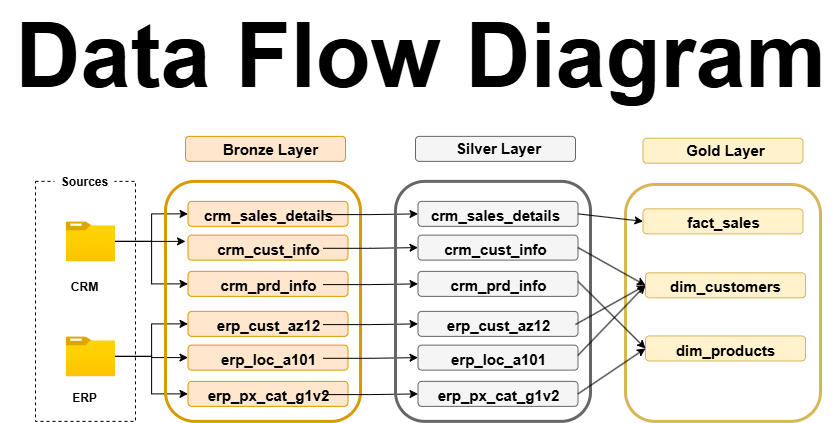 Data Flow Diagram
Bronze Layer
Silver Layer
Gold Layer
Sources
CRM
ERP
crm_sales_details
crm_cust_info
crm_prd_info
erp_cust_az12
erp_loc_a101
erp_px_cat_g1v2
crm_sales_details
crm_cust_info
crm_prd_info
erp_cust_az12
erp_loc_a101
erp_px_cat_g1v2
fact_sales
dim_customers
dim_products